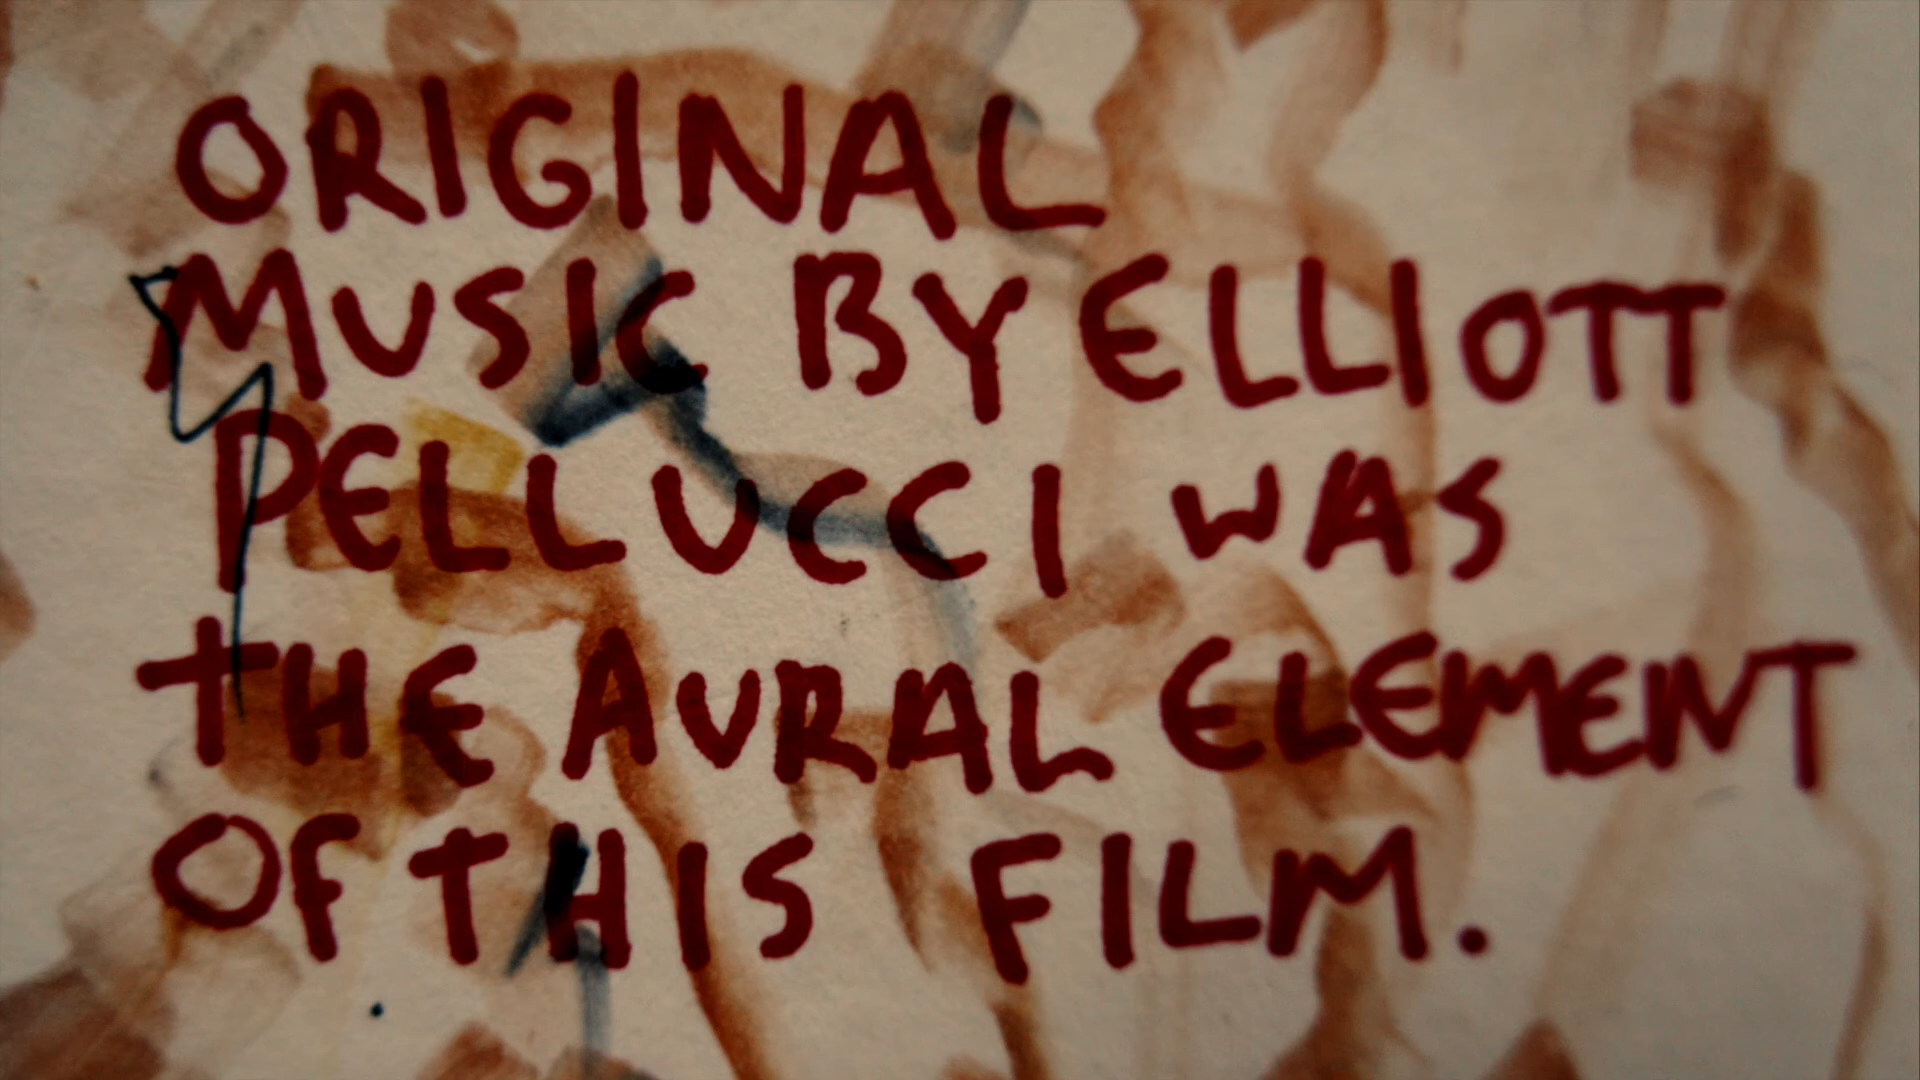 ORIGINAL
MUSIC BY ELLIOTT
PELLUCCI WAS
THE AURAL ELEMENT
OF THIS FILM.